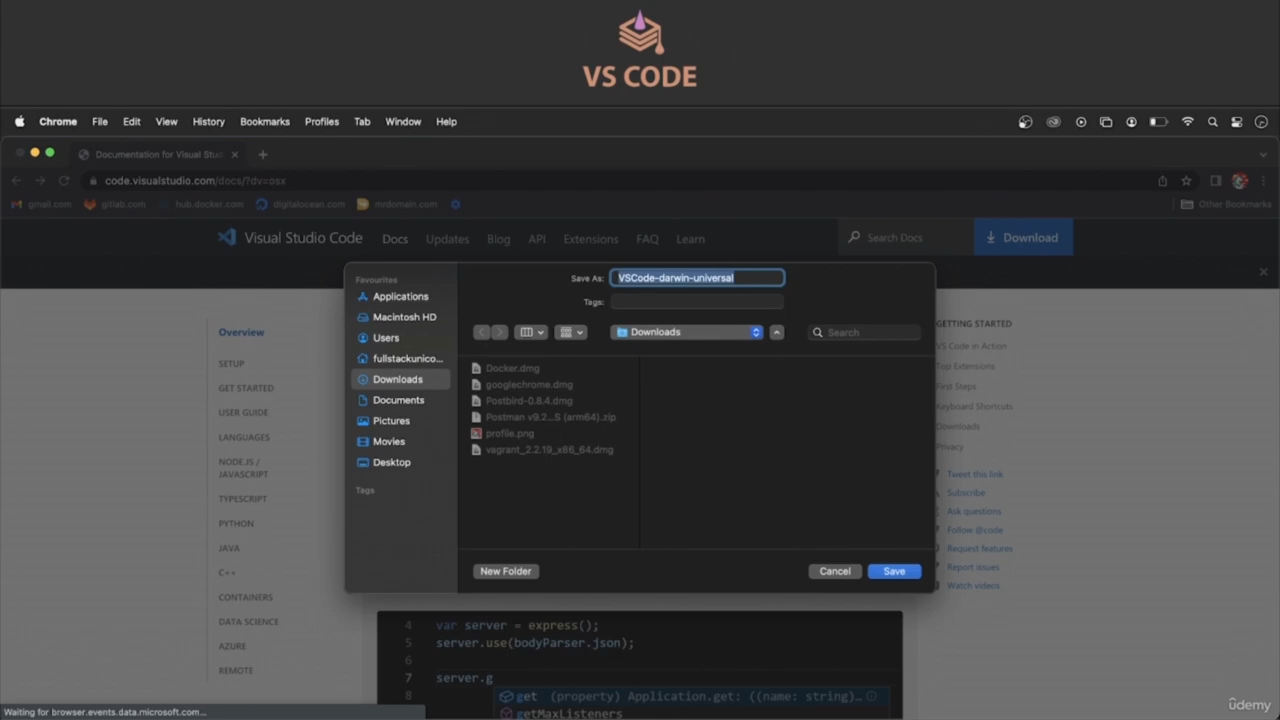 VS CODE
Chrome File Edit View History Bookmarks Profiles Tab Window Help
Documentation for Visual Stud
code.visualstudio.com/docs/?dv=osx
gmail.com gitlab.com hub.docker.com digitalocean.com mrdomain.com Other Bookmarks
Visual Studio Code Docs Updates Blog API Extensions FAQ Learn Search Docs Download
Favourites
Applications
Macintosh HD
Users
fullstackunico...
Downloads
Documents
Pictures
Movies
Desktop
Tags
Save As: VSCode-darwin-universal
Tags:
Downloads Search
Docker.dmg
googlechrome.dmg
Postbird-0.8.4.dmg
Postman v9.2...S (arm64).zip
profile.png
vagrant_2.2.19_x86_64.dmg
New Folder Cancel Save
Overview
SETUP
GET STARTED
USER GUIDE
LANGUAGES
NODE.JS /
JAVASCRIPT
TYPESCRIPT
PYTHON
JAVA
C++
CONTAINERS
DATA SCIENCE
AZURE
REMOTE
GETTING STARTED
VS Code in Action
Top Extensions
First Steps
Keyboard Shortcuts
Downloads
Privacy
Tweet this link
Subscribe
Ask questions
Follow @code
Request features
Report issues
Watch videos
4 var server = express();
5 server.use(bodyParser.json);
6
7 server.g
8 get (property) Application.get: ((name: string)...
getMaxListeners
Waiting for browser.events.data.microsoft.com...
ûdemy